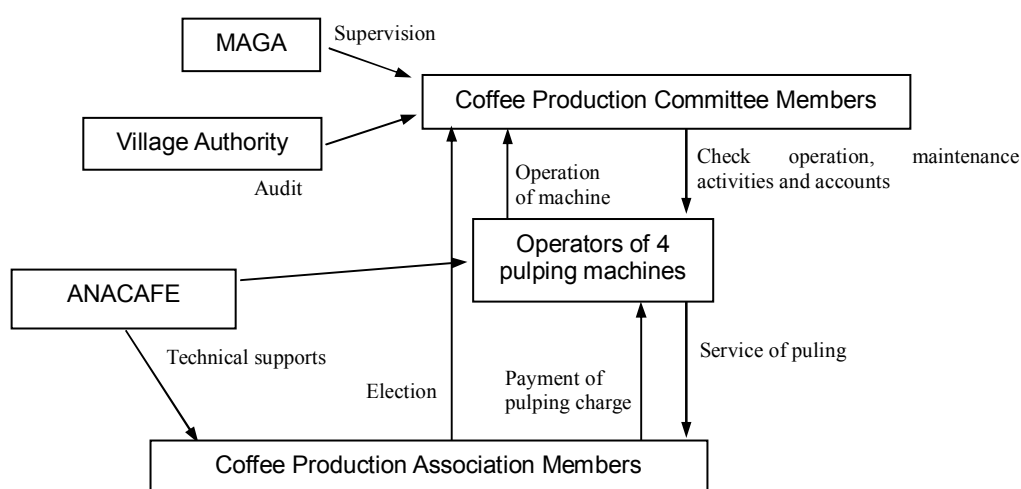 MAGA
Supervision
Coffee Production Committee Members
Village Authority
Audit
Operation
of machine
Check operation, maintenance
activities and accounts
Operators of 4
pulping machines
ANACAFE
Technical supports
Election
Payment of
pulping charge
Service of puling
Coffee Production Association Members